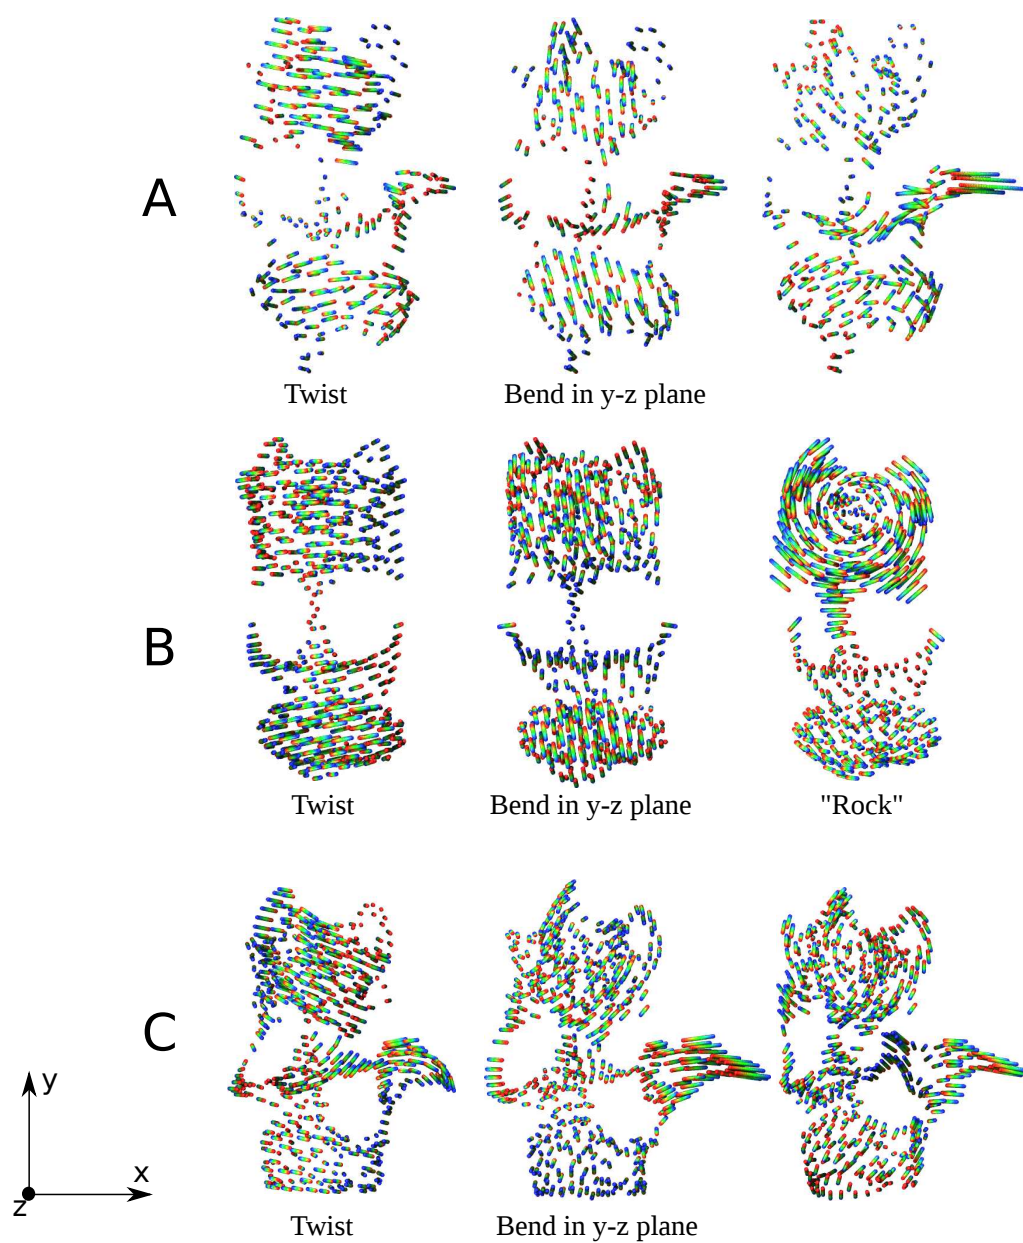 A
Twist Bend in y-z plane
B
Twist Bend in y-z plane "Rock"
C
y
x
z
Twist Bend in y-z plane